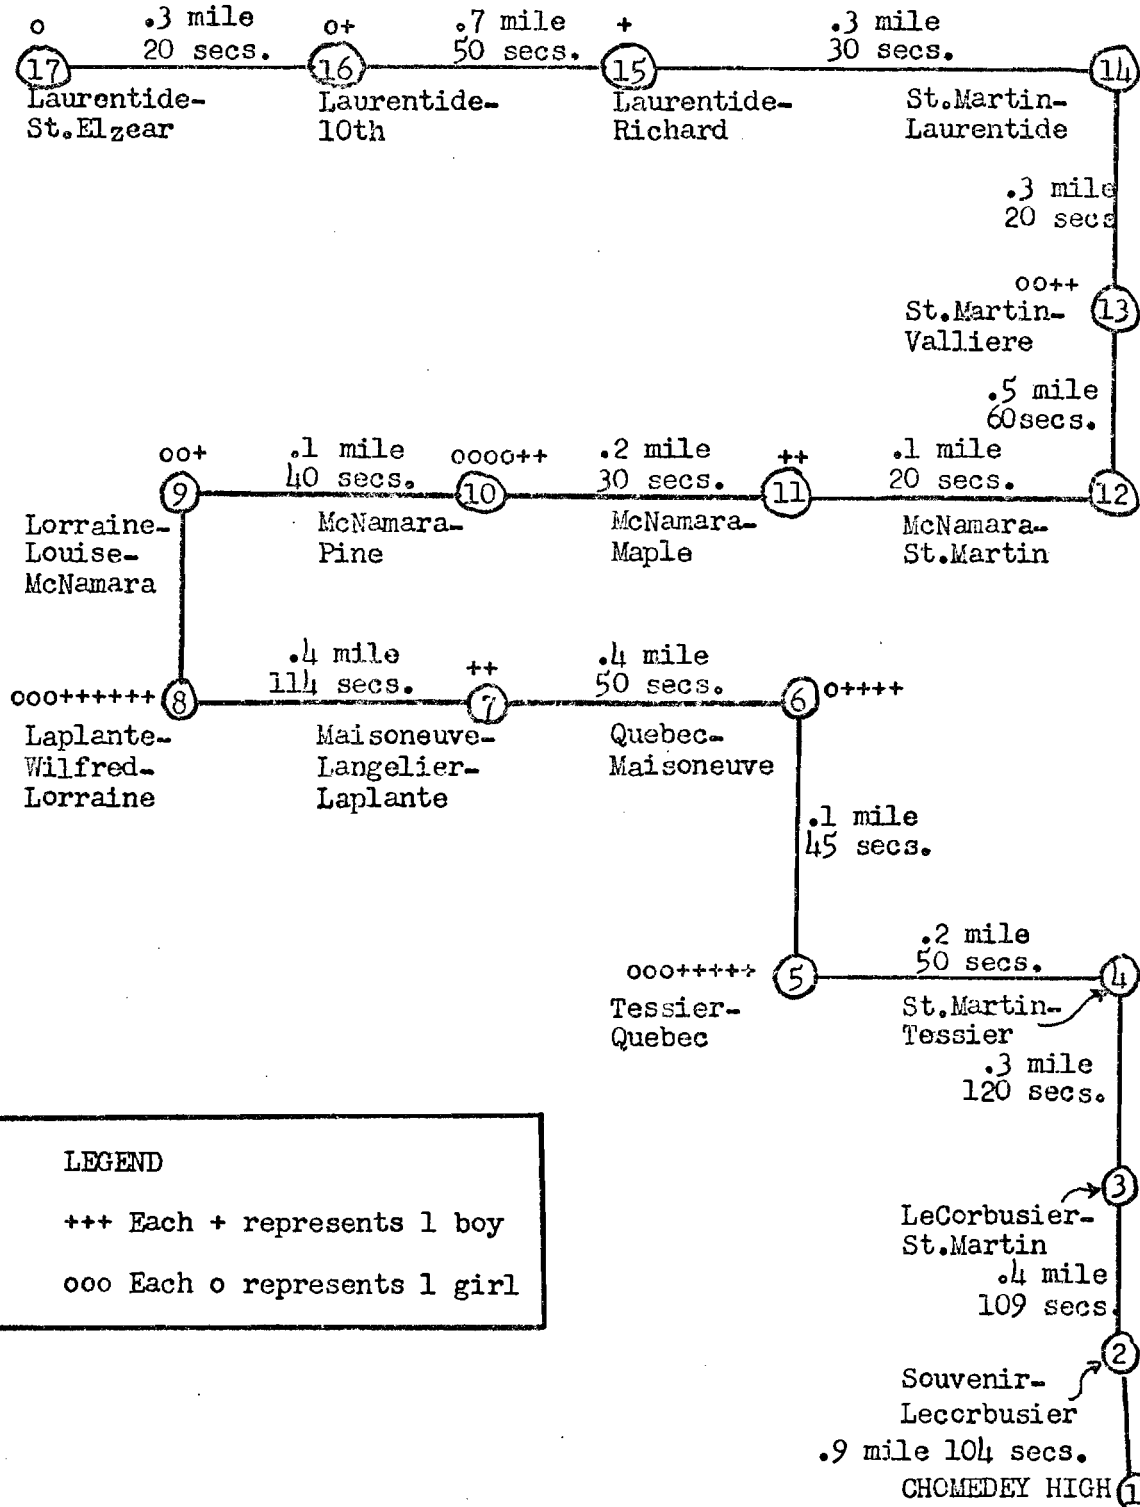 o .3 mile o+ .7 mile + .3 mile
20 secs. 50 secs. 30 secs.
17 16 15 14
Laurentide- Laurentide- Laurentide- St.Martin-
St.Elzear 10th Richard Laurentide
.3 mile
20 secs
oo++
St.Martin- 13
Valliere
.5 mile
60secs.
oo+ .1 mile oooo++ .2 mile ++ .1 mile
40 secs. 30 secs. 20 secs.
9 10 11 12
Lorraine- McNamara- McNamara- McNamara-
Louise- Pine Maple St.Martin
McNamara
.4 mile ++ .4 mile
114 secs. 50 secs.
ooo++++++ 8 7 6 o++++
Laplante- Maisoneuve- Quebec-
Wilfred- Langelier- Maisoneuve
Lorraine Laplante
.1 mile
45 secs.
.2 mile
50 secs.
ooo+++++ 5 4
Tessier- St.Martin-
Quebec Tessier
.3 mile
120 secs.
3
LeCorbusier-
St.Martin
.4 mile
109 secs
2
Souvenir-
Lecorbusier
.9 mile 104 secs.
CHOMEDEY HIGH 1
LEGEND
+++ Each + represents 1 boy
ooo Each o represents 1 girl